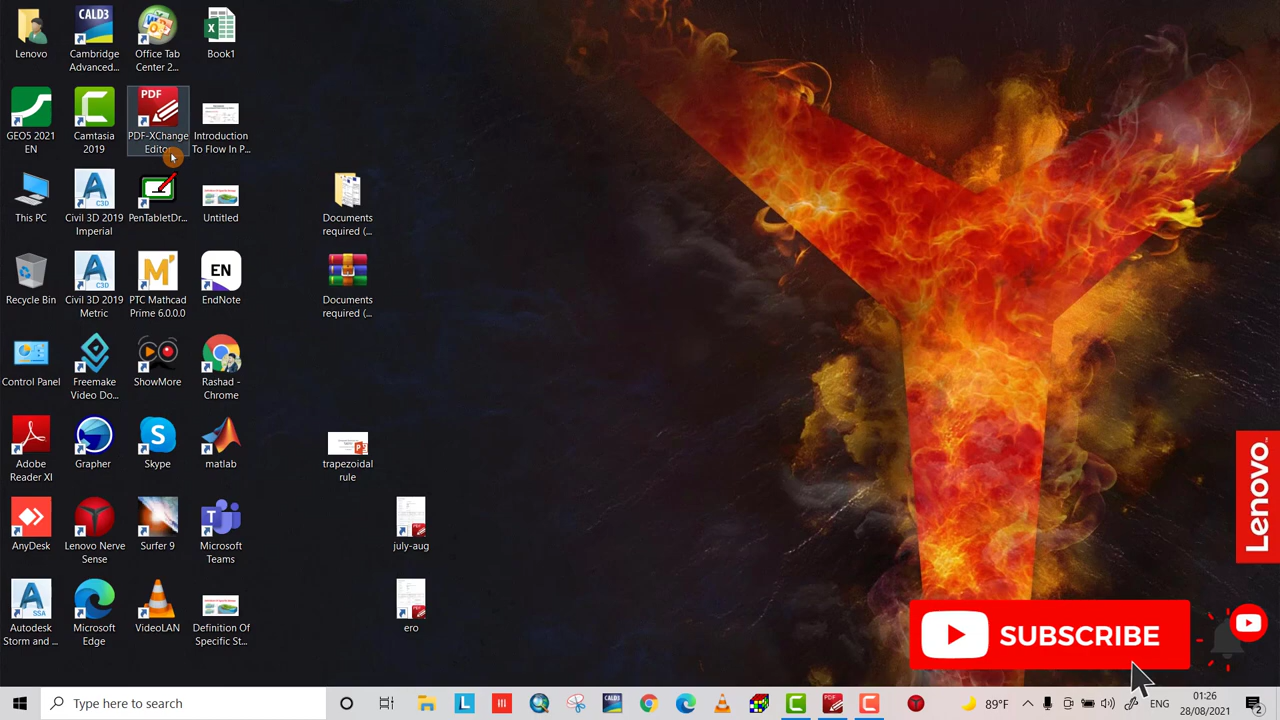 Lenovo
Cambridge
Advanced...
Office Tab
Center 2...
Book1
GEO5 2021
EN
Camtasia
2019
PDF-XChange
Editor
Introduction
To Flow In P...
This PC
Civil 3D 2019
Imperial
PenTabletDr...
Untitled
Documents
required (...
Recycle Bin
Civil 3D 2019
Metric
PTC Mathcad
Prime 6.0.0.0
EndNote
Documents
required (...
Control Panel
Freemake
Video Do...
ShowMore
Rashad -
Chrome
Adobe
Reader XI
Grapher
Skype
matlab
trapezoidal
rule
AnyDesk
Lenovo Nerve
Sense
Surfer 9
Microsoft
Teams
july-aug
Autodesk
Storm and ...
Microsoft
Edge
VideoLAN
Definition Of
Specific St...
ero
CALD3
PDF
C3D
C3D
EN
SSA
Lenovo
SUBSCRIBE
Type here to search
CALD3
89°F
ENG
01:26
28/08/2021
2